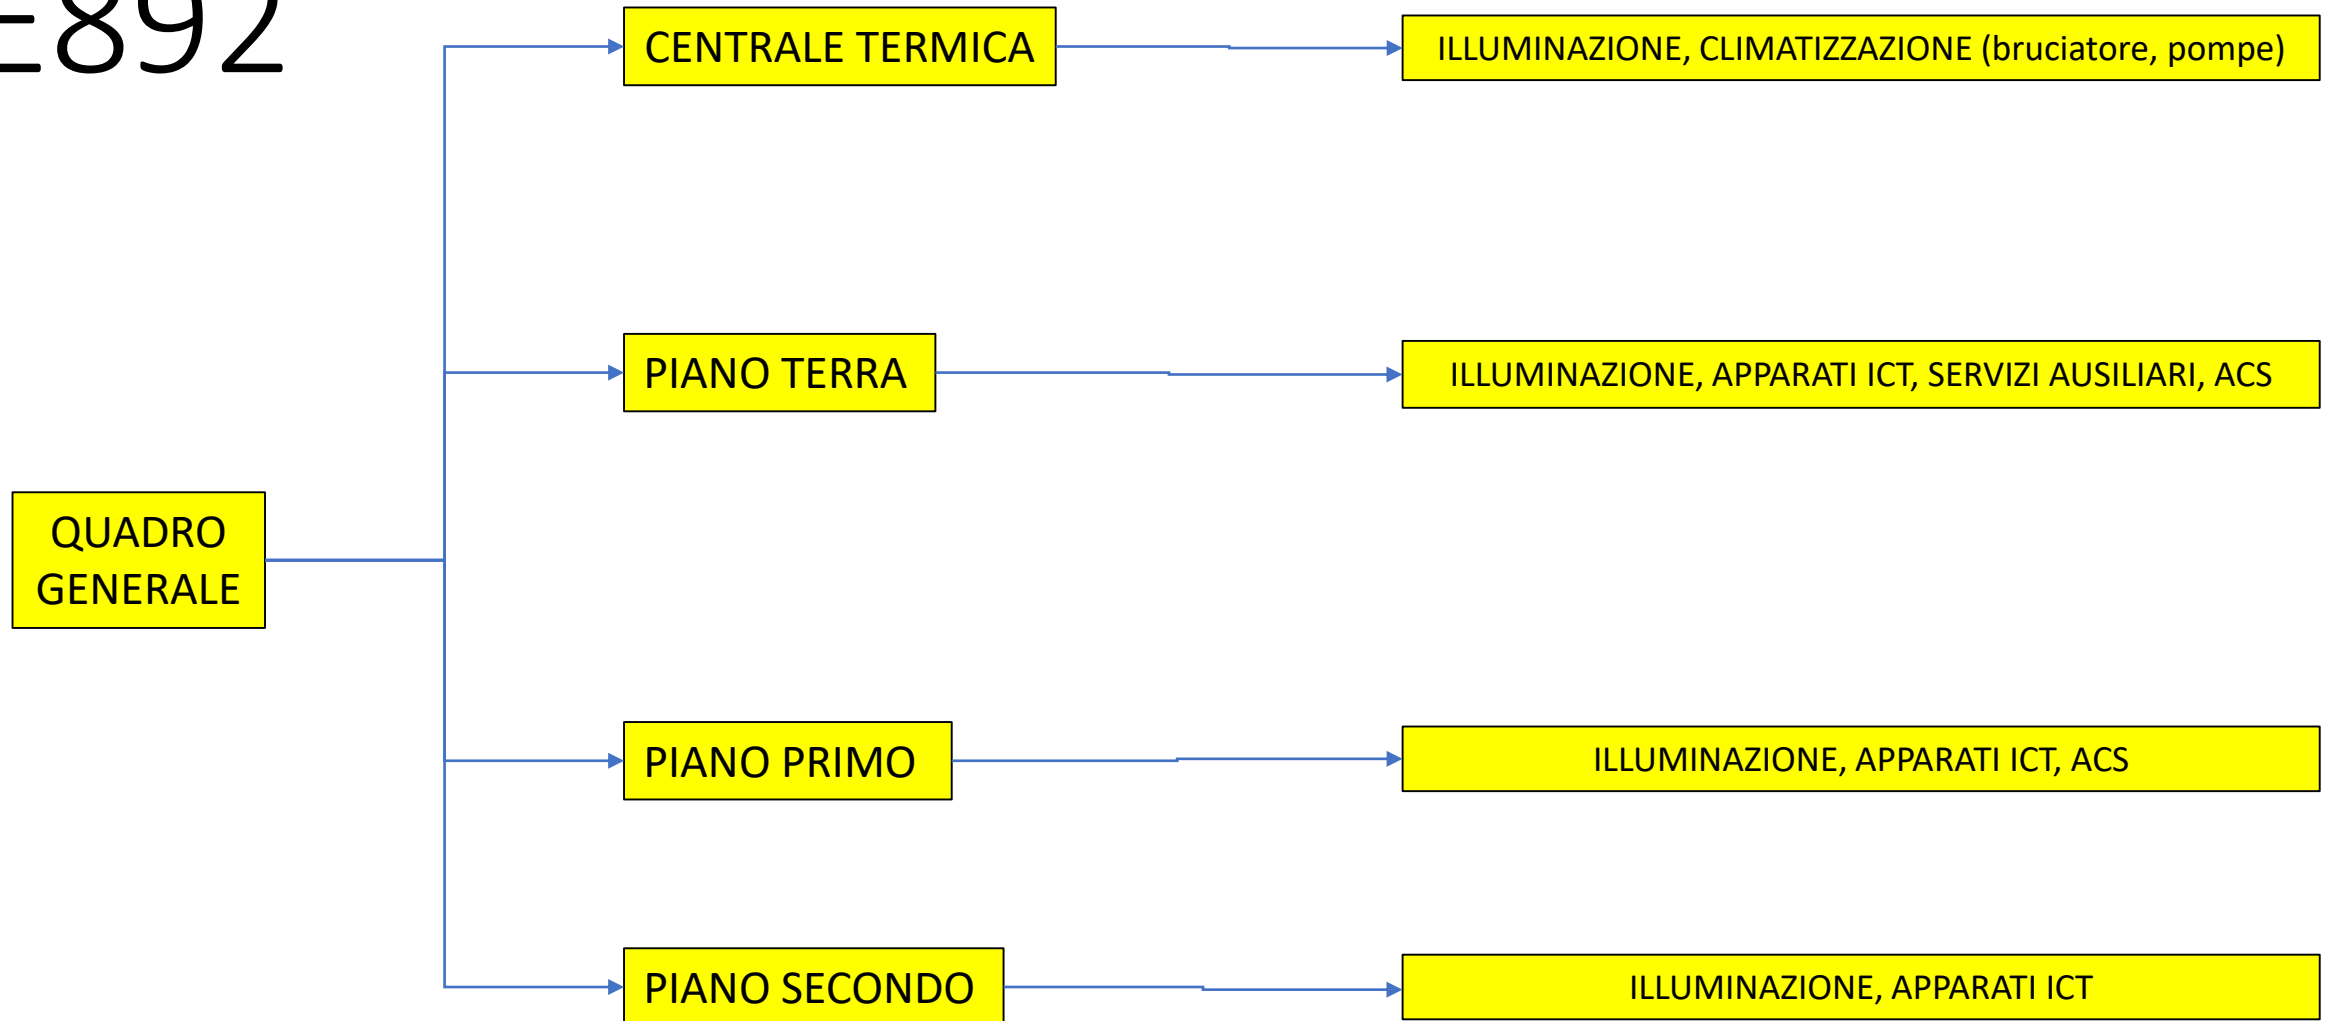 E892
CENTRALE TERMICA
ILLUMINAZIONE, CLIMATIZZAZIONE (bruciatore, pompe)
PIANO TERRA
ILLUMINAZIONE, APPARATI ICT, SERVIZI AUSILIARI, ACS
QUADRO
GENERALE
PIANO PRIMO
ILLUMINAZIONE, APPARATI ICT, ACS
PIANO SECONDO
ILLUMINAZIONE, APPARATI ICT